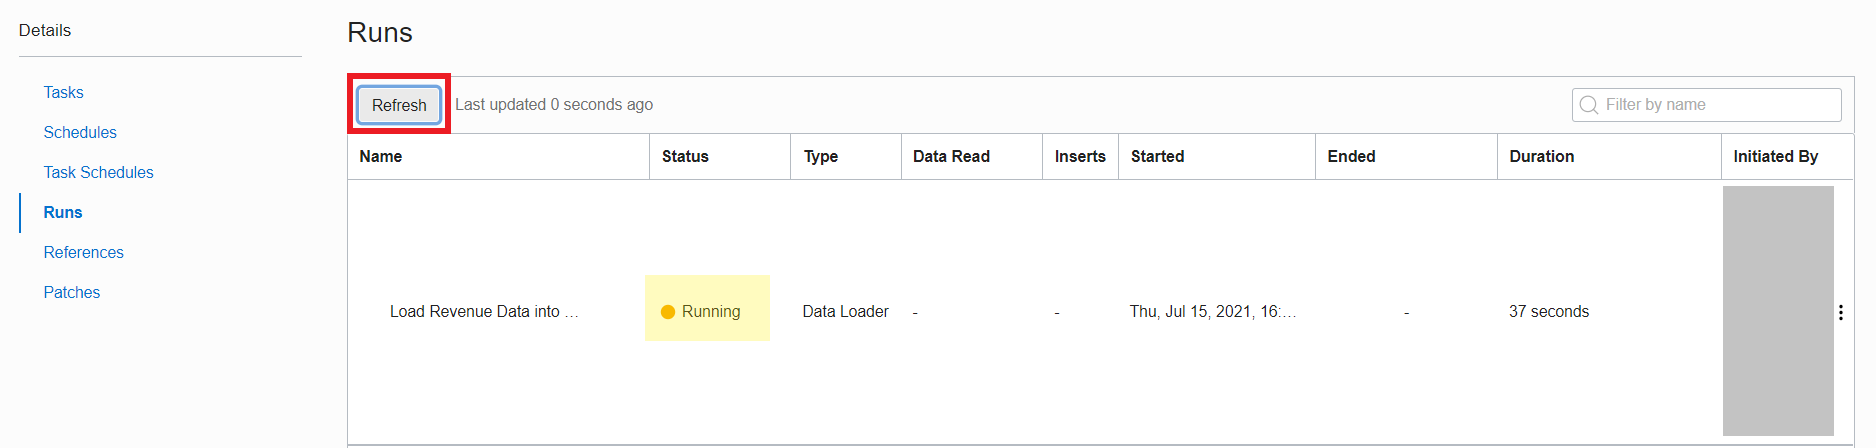 Details
Tasks
Schedules
Task Schedules
Runs
References
Patches
Runs
Refresh Last updated 0 seconds ago Filter by name
Name Status Type Data Read Inserts Started Ended Duration Initiated By
Load Revenue Data into ... Running Data Loader - - Thu, Jul 15, 2021, 16:... - 37 seconds